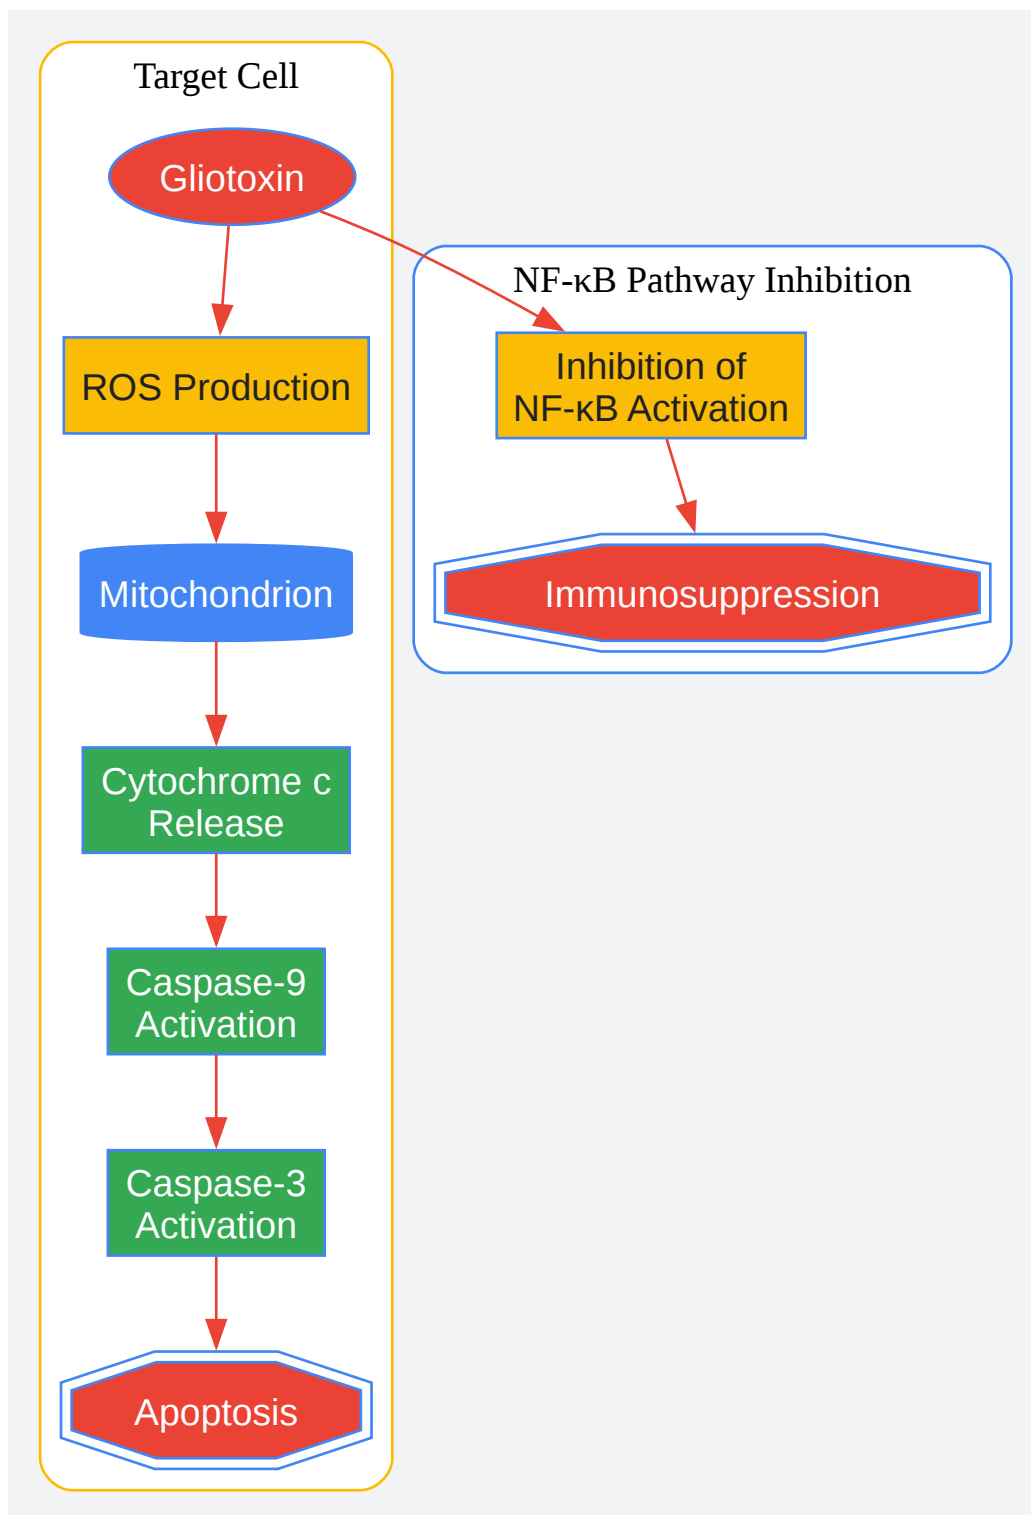 Target Cell
Gliotoxin
ROS Production
Mitochondrion
Cytochrome c
Release
Caspase-9
Activation
Caspase-3
Activation
Apoptosis
NF-κB Pathway Inhibition
Inhibition of
NF-κB Activation
Immunosuppression